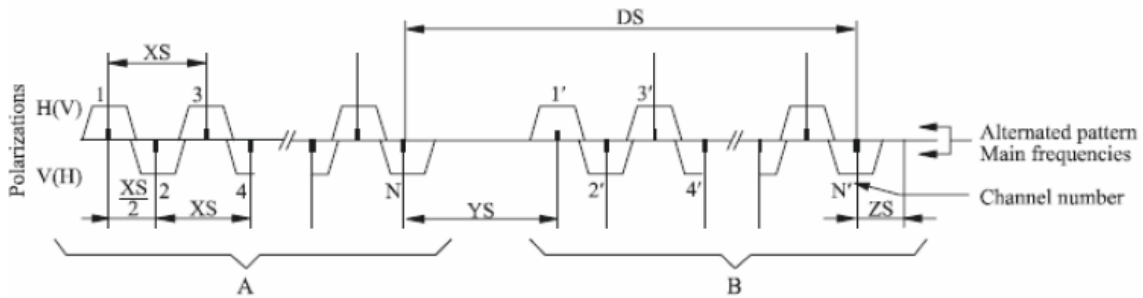 DS
XS
1
3
1′
3′
H(V)
Polarizations
Alternated pattern
Main frequencies
V(H)
XS
2
2
XS
4
N
YS
2′
4′
N′
Channel number
ZS
A
B